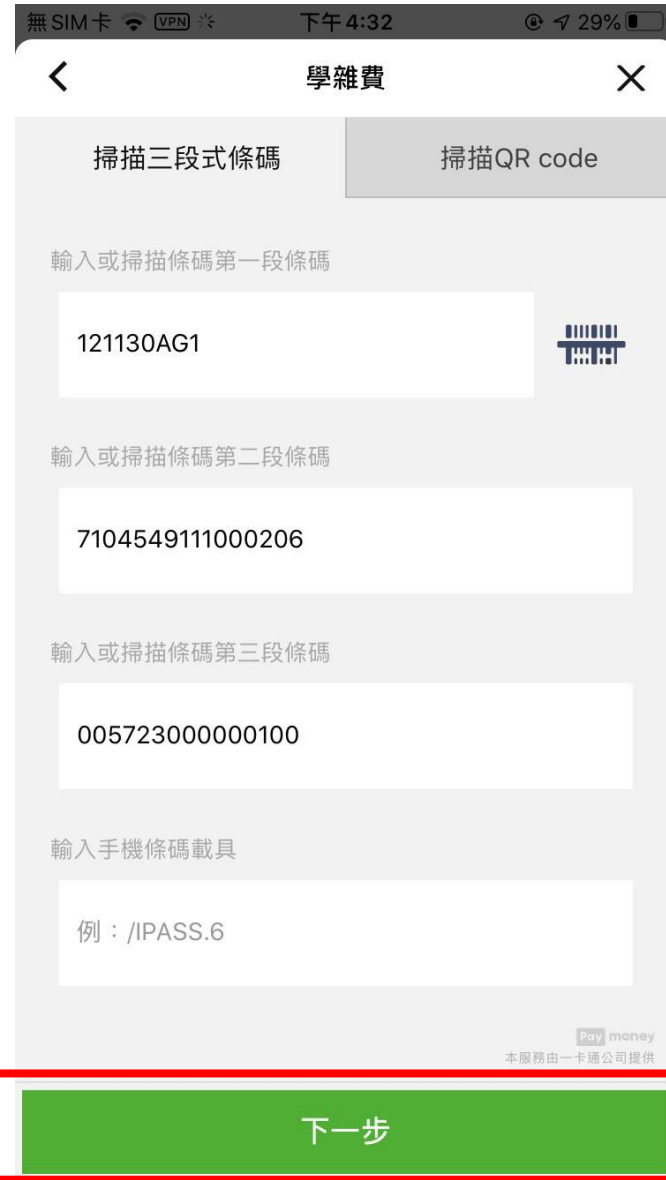 無SIM卡 VPN 下午4:32 29%
學雜費
掃描三段式條碼 掃描QR code
輸入或掃描條碼第一段條碼
121130AG1
輸入或掃描條碼第二段條碼
7104549111000206
輸入或掃描條碼第三段條碼
005723000000100
輸入手機條碼載具
例：/IPASS.6
Pay money
本服務由一卡通公司提供
下一步